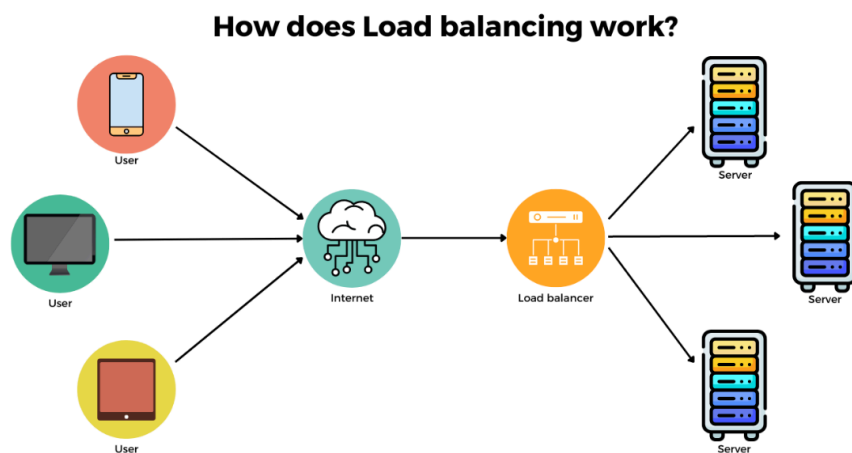 How does Load balancing work?
User
Server
User
Internet
Load balancer
Server
User
Server